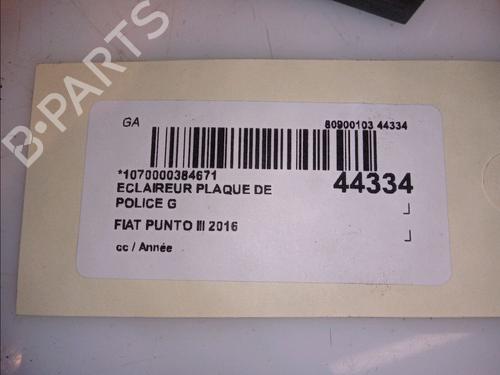 B-PARTS
GA
80900103 44334
*1070000384671
ECLAIREUR PLAQUE DE
POLICE G
44334
FIAT PUNTO III 2016
cc / Année